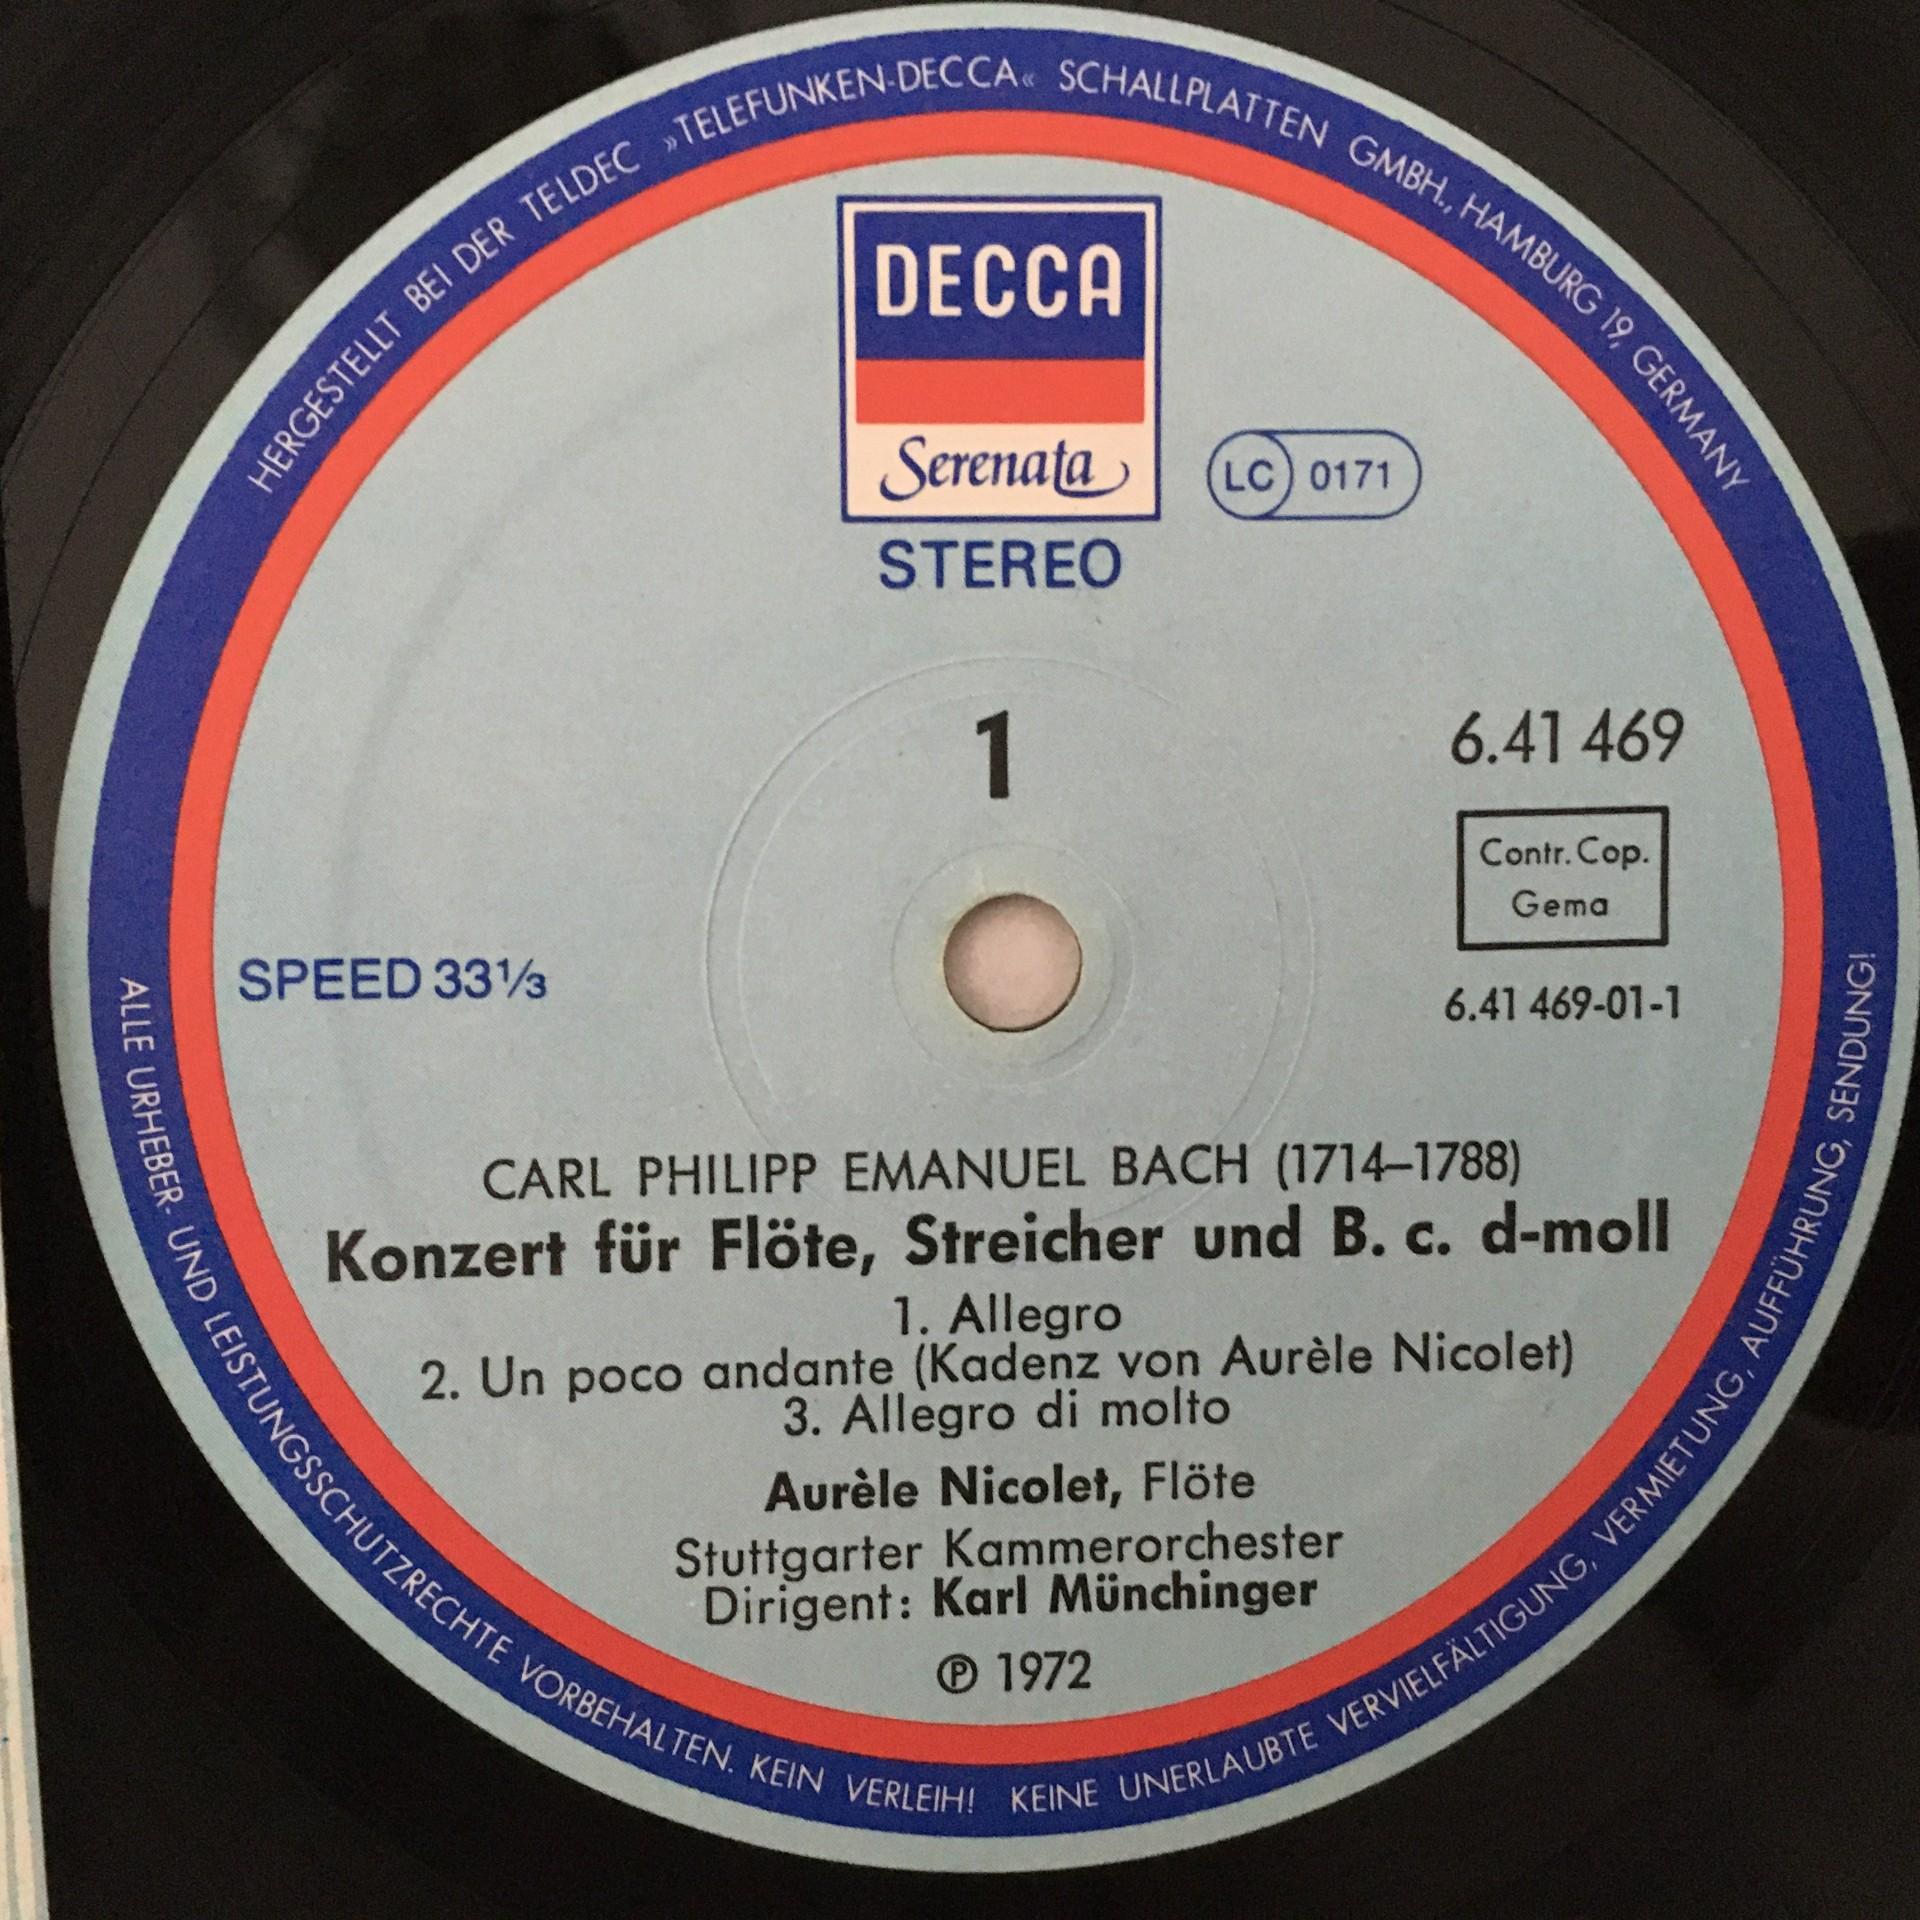 HERGESTELLT BEI DER TELDEC »TELEFUNKEN-DECCA« SCHALLPLATTEN GMBH., HAMBURG 19, GERMANY
DECCA
Serenata
LC 0171
STEREO
1
6.41 469
Contr. Cop.
Gema
SPEED 33⅓
6.41 469-01-1
CARL PHILIPP EMANUEL BACH (1714–1788)
Konzert für Flöte, Streicher und B. c. d-moll
1. Allegro
2. Un poco andante (Kadenz von Aurèle Nicolet)
3. Allegro di molto
Aurèle Nicolet, Flöte
Stuttgarter Kammerorchester
Dirigent: Karl Münchinger
℗ 1972
ALLE URHEBER- UND LEISTUNGSSCHUTZRECHTE VORBEHALTEN. KEIN VERLEIH! KEINE UNERLAUBTE VERVIELFÄLTIGUNG, VERMIETUNG, AUFFÜHRUNG, SENDUNG!